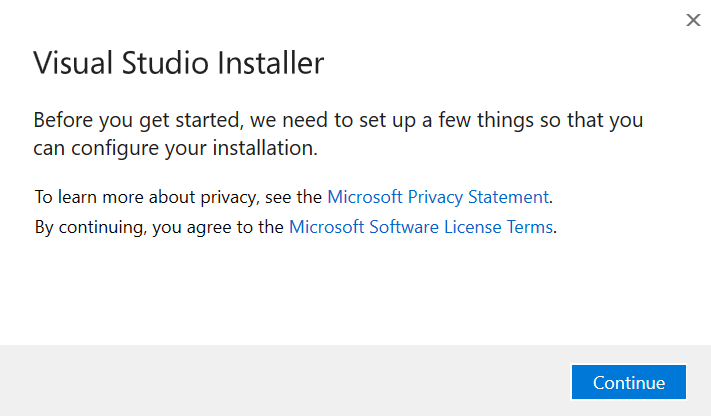 Visual Studio Installer
Before you get started, we need to set up a few things so that you
can configure your installation.
To learn more about privacy, see the Microsoft Privacy Statement.
By continuing, you agree to the Microsoft Software License Terms.
Continue